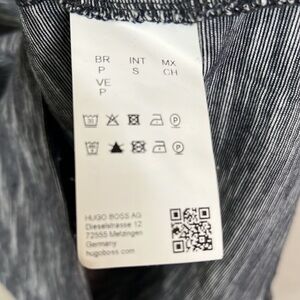 BR INT MX
P S CH
VE
P
HUGO BOSS AG
Dieselstrasse 12
72555 Metzingen
Germany
hugoboss.com